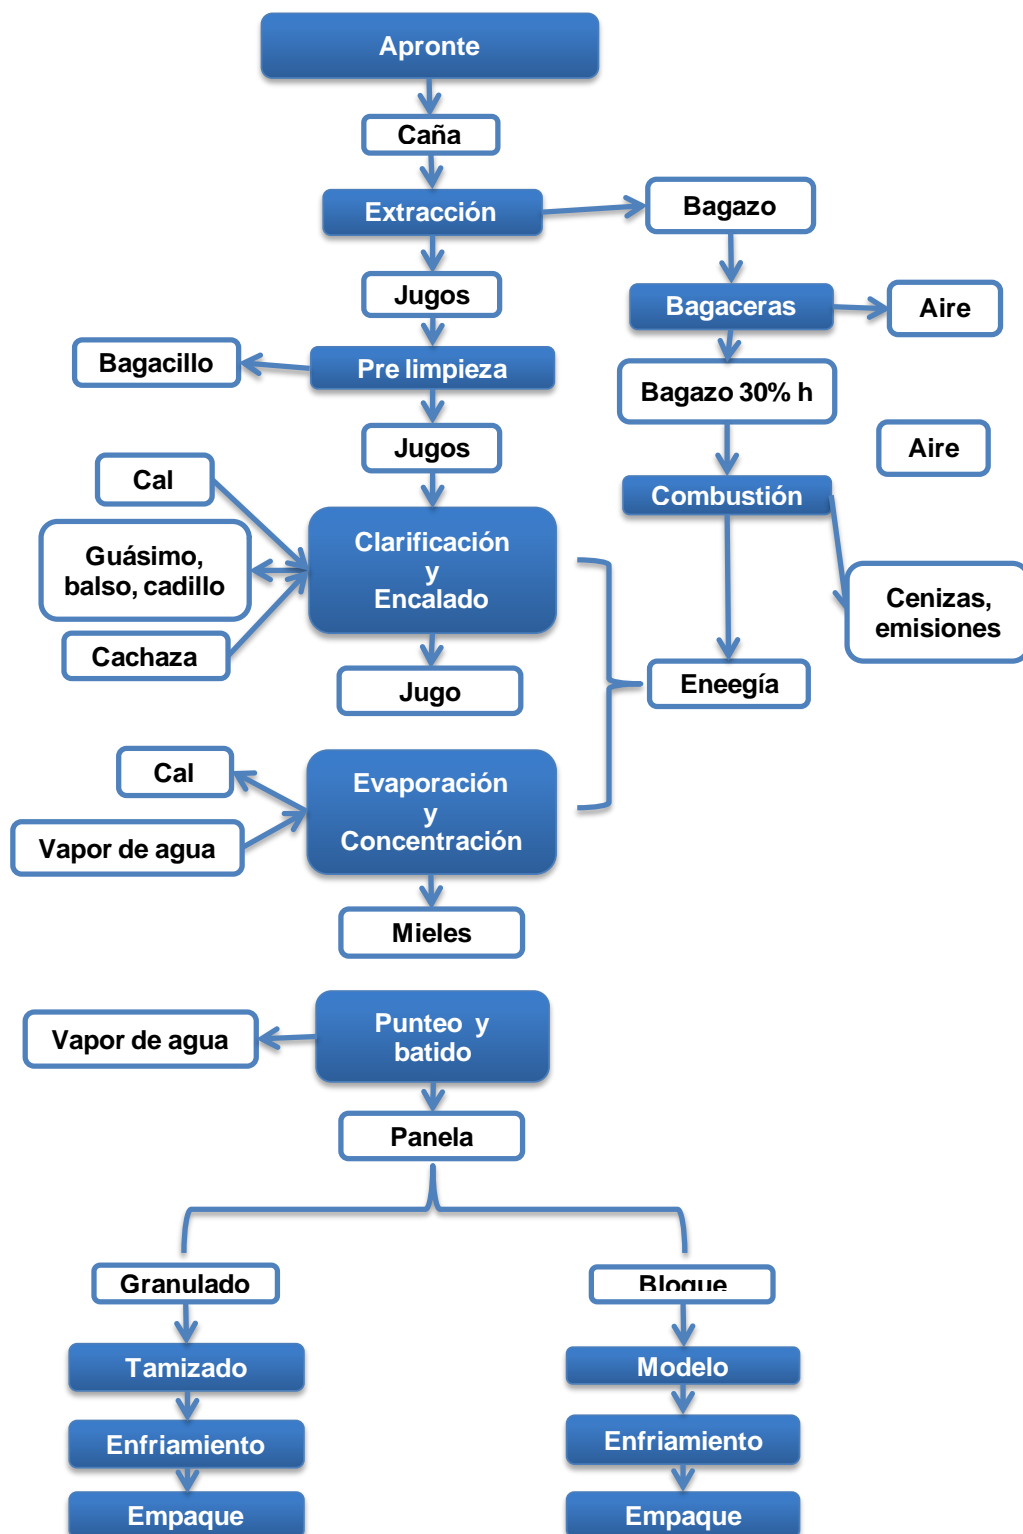 Apronte
Caña
Extracción
Bagazo
Jugos
Bagaceras
Aire
Pre limpieza
Bagacillo
Bagazo 30% h
Jugos
Aire
Cal
Combustión
Clarificación
y
Encalado
Guásimo,
balso, cadillo
Cenizas,
emisiones
Cachaza
Jugo
Eneegía
Cal
Evaporación
y
Concentración
Vapor de agua
Mieles
Punteo y
batido
Vapor de agua
Panela
Granulado
Bloque
Tamizado
Modelo
Enfriamiento
Enfriamiento
Empaque
Empaque